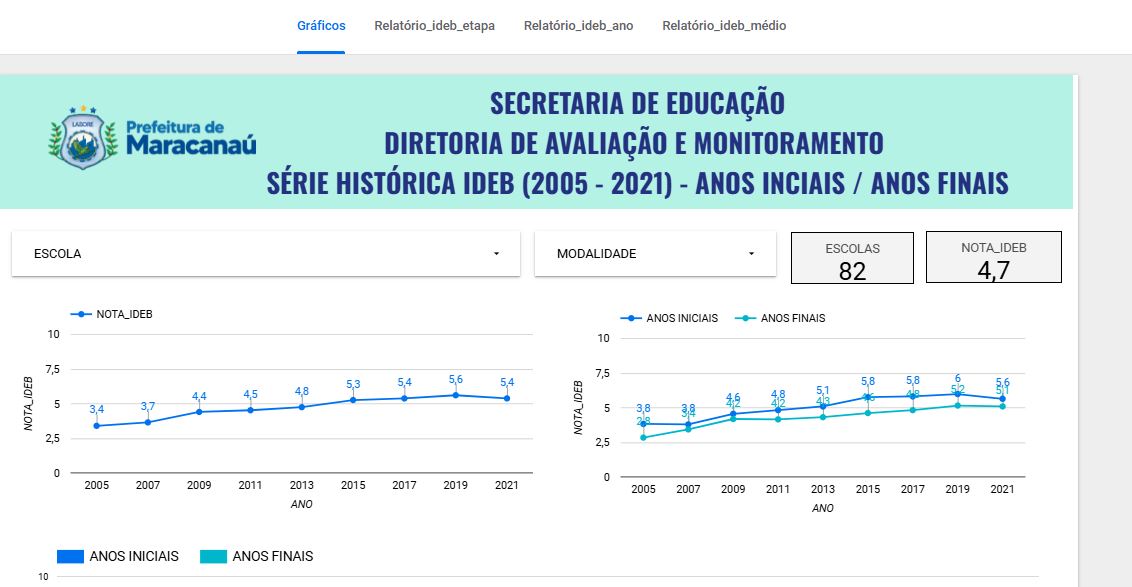 Gráficos Relatório_ideb_etapa Relatório_ideb_ano Relatório_ideb_médio
LABORE
Prefeitura de
Maracanaú
SECRETARIA DE EDUCAÇÃO
DIRETORIA DE AVALIAÇÃO E MONITORAMENTO
SÉRIE HISTÓRICA IDEB (2005 - 2021) - ANOS INCIAIS / ANOS FINAIS
ESCOLA
MODALIDADE
ESCOLAS
82
NOTA_IDEB
4,7
NOTA_IDEB
10
7,5
5
2,5
0
NOTA_IDEB
3,4 3,7 4,4 4,5 4,8 5,3 5,4 5,6 5,4
2005 2007 2009 2011 2013 2015 2017 2019 2021
ANO
ANOS INICIAIS ANOS FINAIS
10
7,5
5
2,5
0
NOTA_IDEB
3,8 3,8 4,6 4,8 5,1 5,8 5,8 6 5,6
2,8 3,4 4,2 4,2 4,3 4,8 5,2 5,1
2005 2007 2009 2011 2013 2015 2017 2019 2021
ANO
ANOS INICIAIS ANOS FINAIS
10